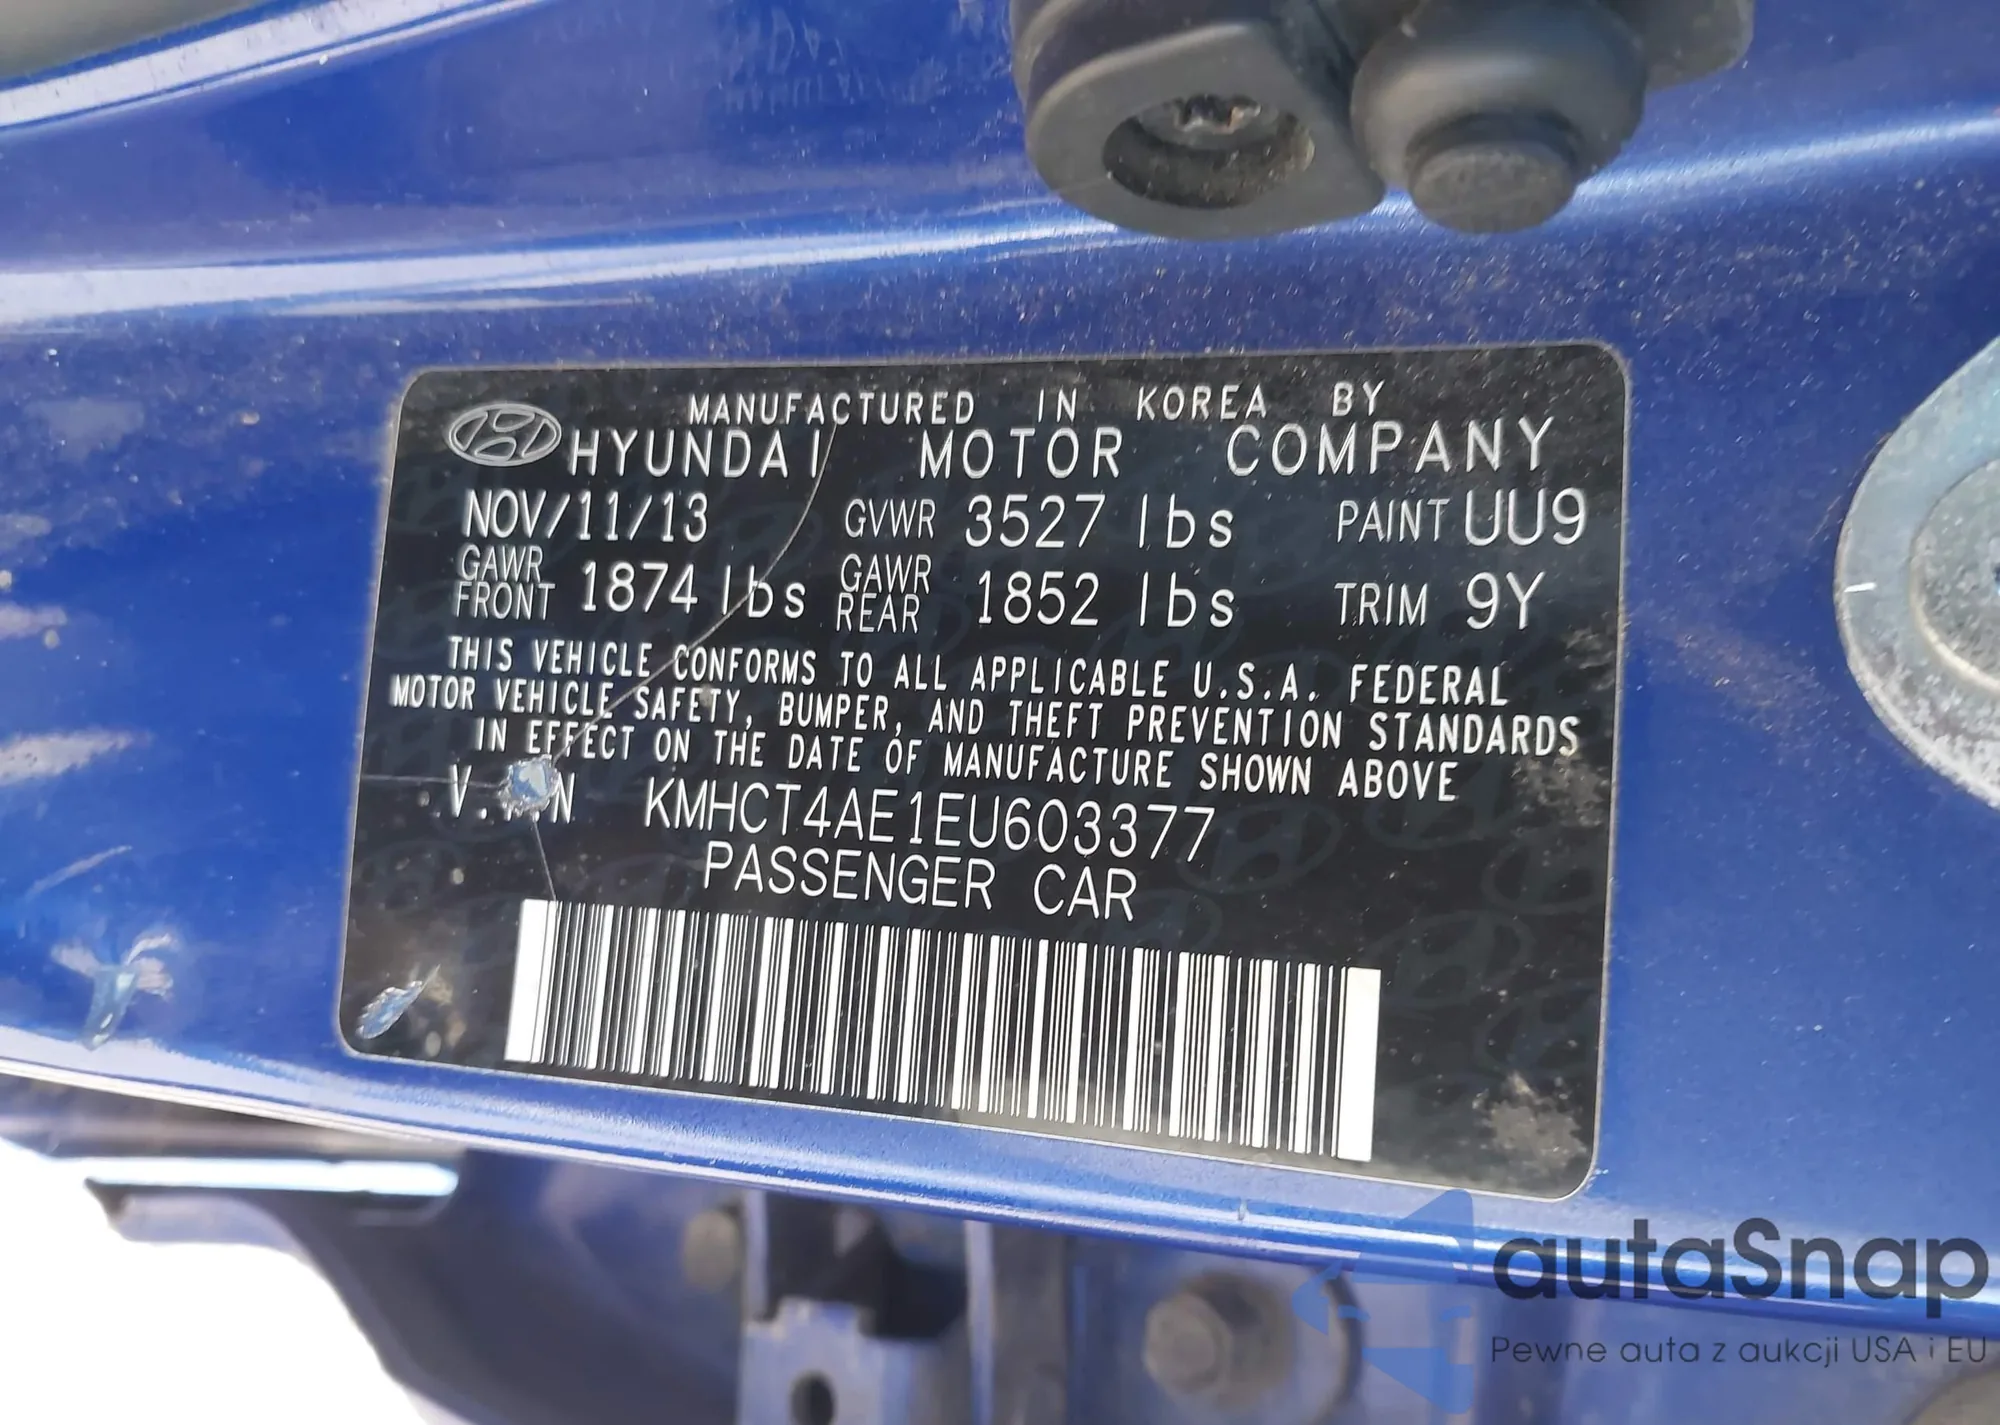 MANUFACTURED IN KOREA BY
HYUNDAI MOTOR COMPANY
NOV/11/13 GVWR 3527 lbs PAINT UU9
GAWR FRONT 1874 lbs GAWR REAR 1852 lbs TRIM 9Y
THIS VEHICLE CONFORMS TO ALL APPLICABLE U.S.A. FEDERAL
MOTOR VEHICLE SAFETY, BUMPER, AND THEFT PREVENTION STANDARDS
IN EFFECT ON THE DATE OF MANUFACTURE SHOWN ABOVE
V.I.N KMHCT4AE1EU603377
PASSENGER CAR
autaSnap
Pewne auta z aukcji USA i EU